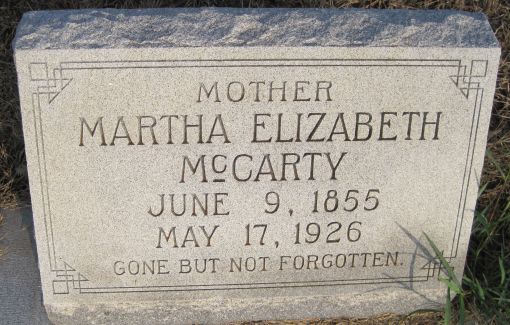 MOTHER
MARTHA ELIZABETH
McCARTY
JUNE 9, 1855
MAY 17, 1926
GONE BUT NOT FORGOTTEN.